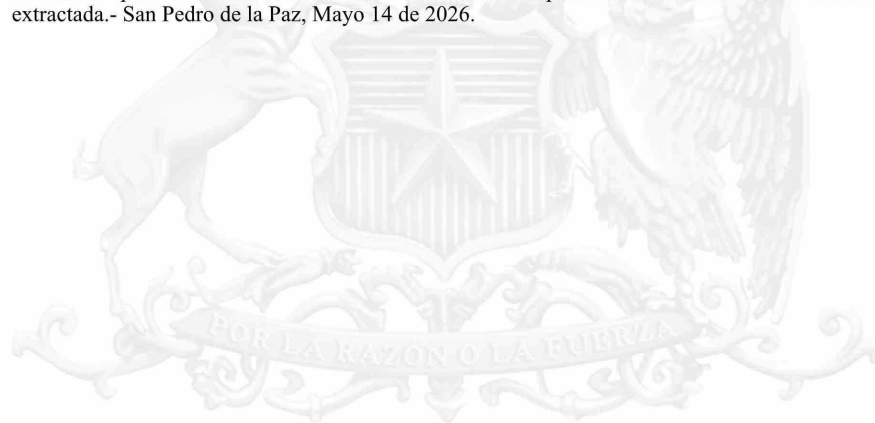 extractada.- San Pedro de la Paz, Mayo 14 de 2026.
POR LA RAZON O LA FUERZA